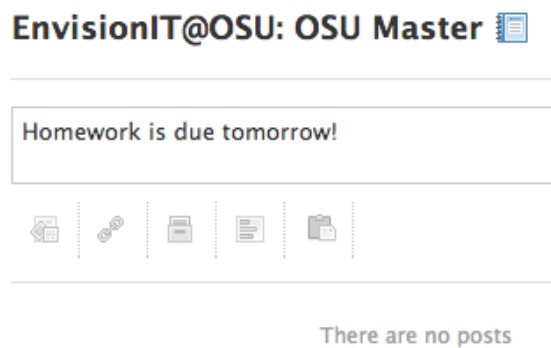 EnvisionIT@OSU: OSU Master
Homework is due tomorrow!
There are no posts